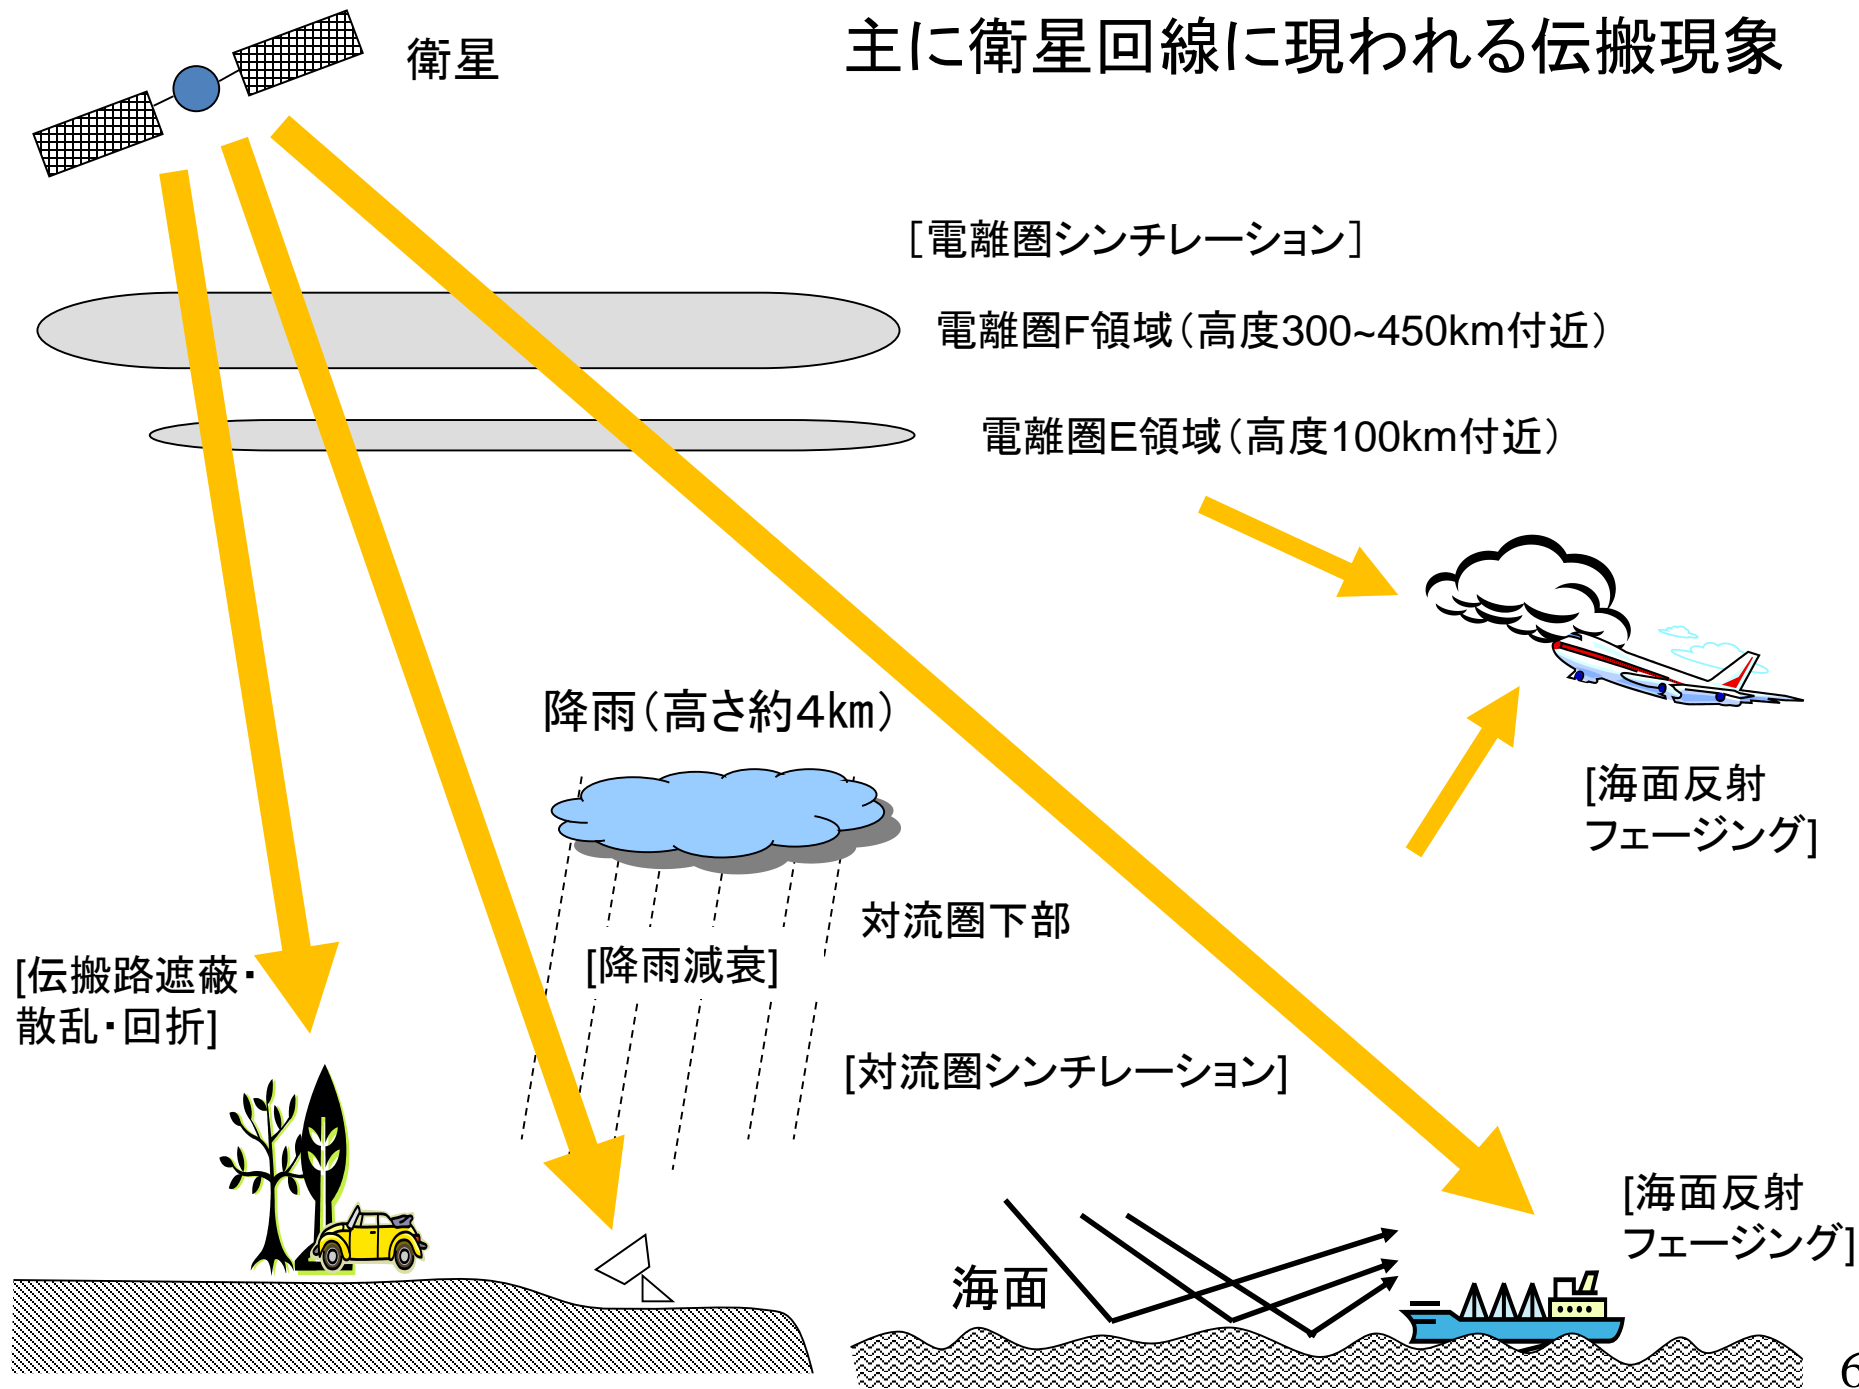 主に衛星回線に現われる伝搬現象
衛星
［電離圏シンチレーション］
電離圏F領域（高度300~450km付近）
電離圏E領域（高度100km付近）
降雨（高さ約4km）
[海面反射
フェージング]
対流圏下部
[降雨減衰]
[伝搬路遮蔽・
散乱・回折]
[対流圏シンチレーション]
[海面反射
フェージング]
海面
6